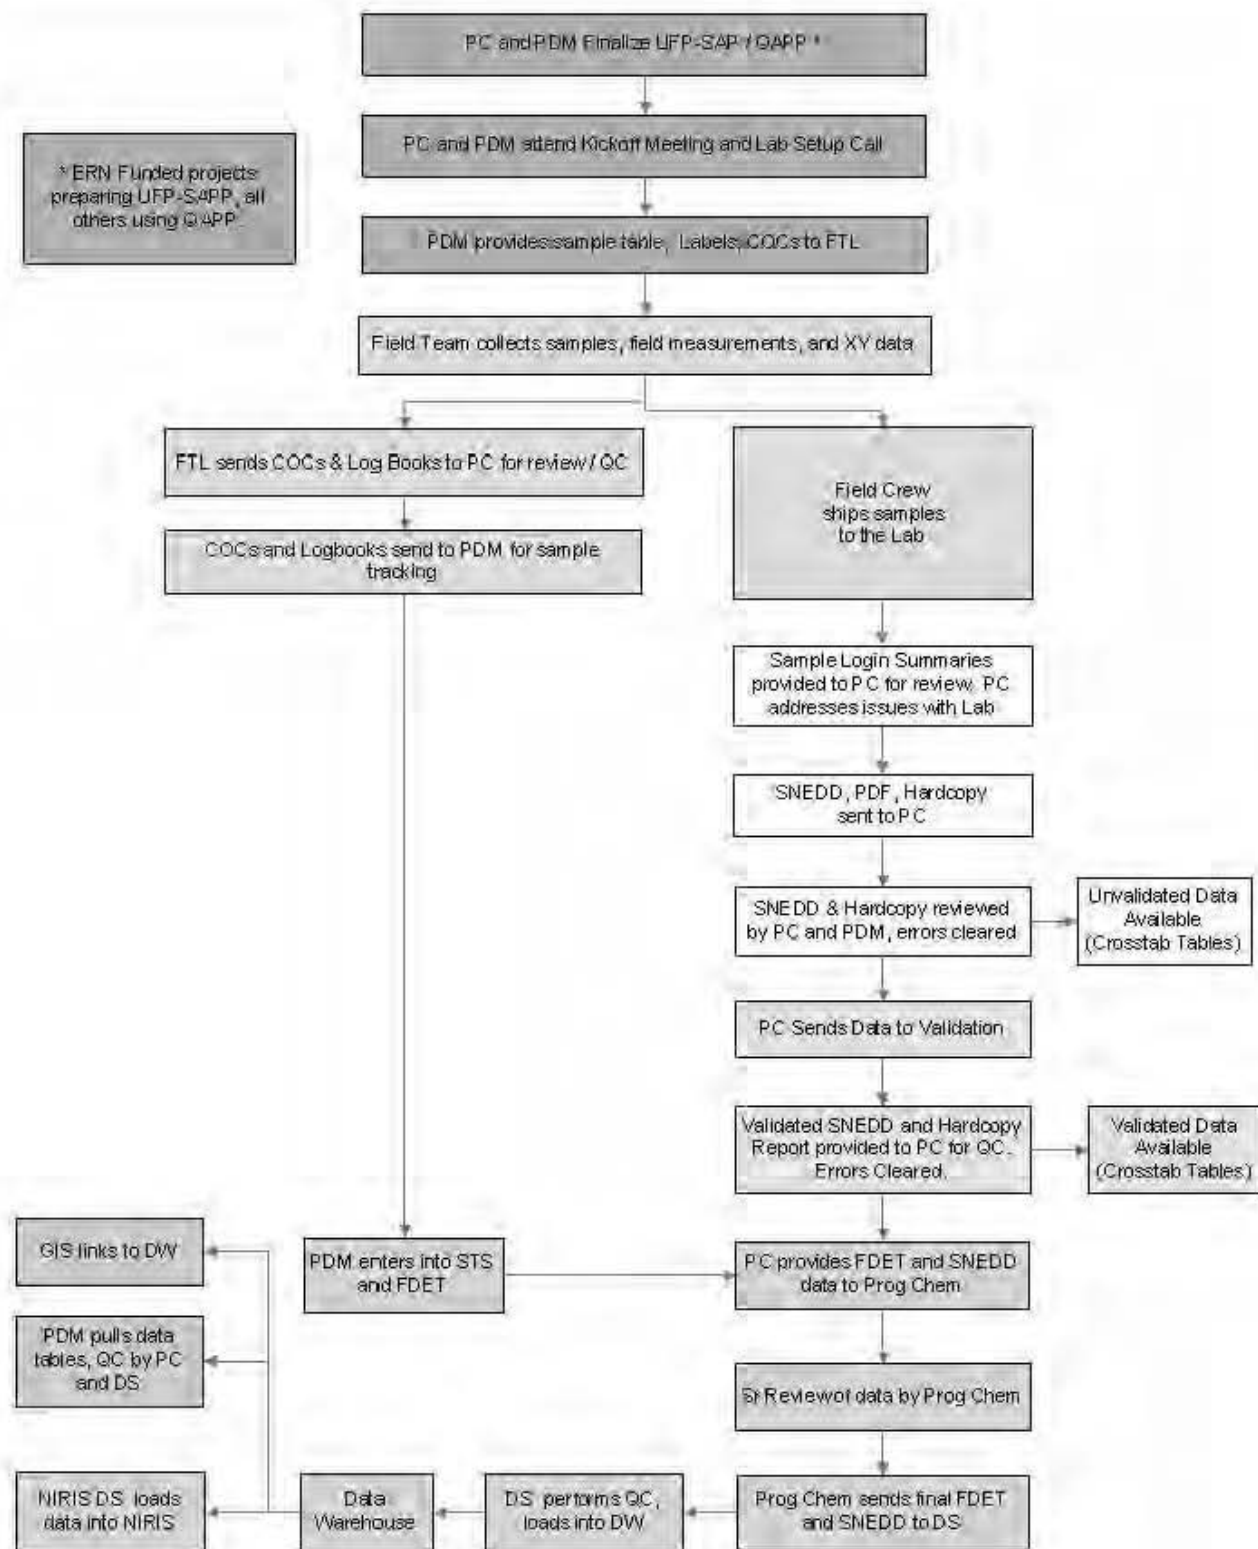 PC and PDM Finalize UFP-SAP / QAPP *
PC and PDM attend Kickoff Meeting and Lab Setup Call
* ERN Funded projects
preparing UFP-SAPP, all
others using QAPP
PDM provides sample table, Labels, COCs to FTL
Field Team collects samples, field measurements, and XY data
FTL sends COCs & Log Books to PC for review / QC
Field Crew
ships samples
to the Lab
COCs and Logbooks send to PDM for sample
tracking
Sample Login Summaries
provided to PC for review, PC
addresses issues with Lab
SNEDD, PDF, Hardcopy
sent to PC
SNEDD & Hardcopy reviewed
by PC and PDM, errors cleared
Unvalidated Data
Available
(Crosstab Tables)
PC Sends Data to Validation
Validated SNEDD and Hardcopy
Report provided to PC for QC.
Errors Cleared.
Validated Data
Available
(Crosstab Tables)
GIS links to DW
PDM enters into STS
and FDET
PC provides FDET and SNEDD
data to Prog Chem
PDM pulls data
tables, QC by PC
and DS
Sr Review of data by Prog Chem
NIRIS DS loads
data into NIRIS
Data
Warehouse
DS performs QC,
loads into DW
Prog Chem sends final FDET
and SNEDD to DS